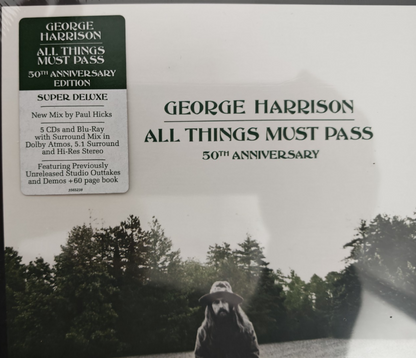 GEORGE
HARRISON
ALL THINGS
MUST PASS
50TH ANNIVERSARY
EDITION
SUPER DELUXE
New Mix by Paul Hicks
5 CDs and Blu-Ray
with Surround Mix in
Dolby Atmos, 5.1 Surround
and Hi-Res Stereo
Featuring Previously
Unreleased Studio Outtakes
and Demos + 60 page book
GEORGE HARRISON
ALL THINGS MUST PASS
50TH ANNIVERSARY